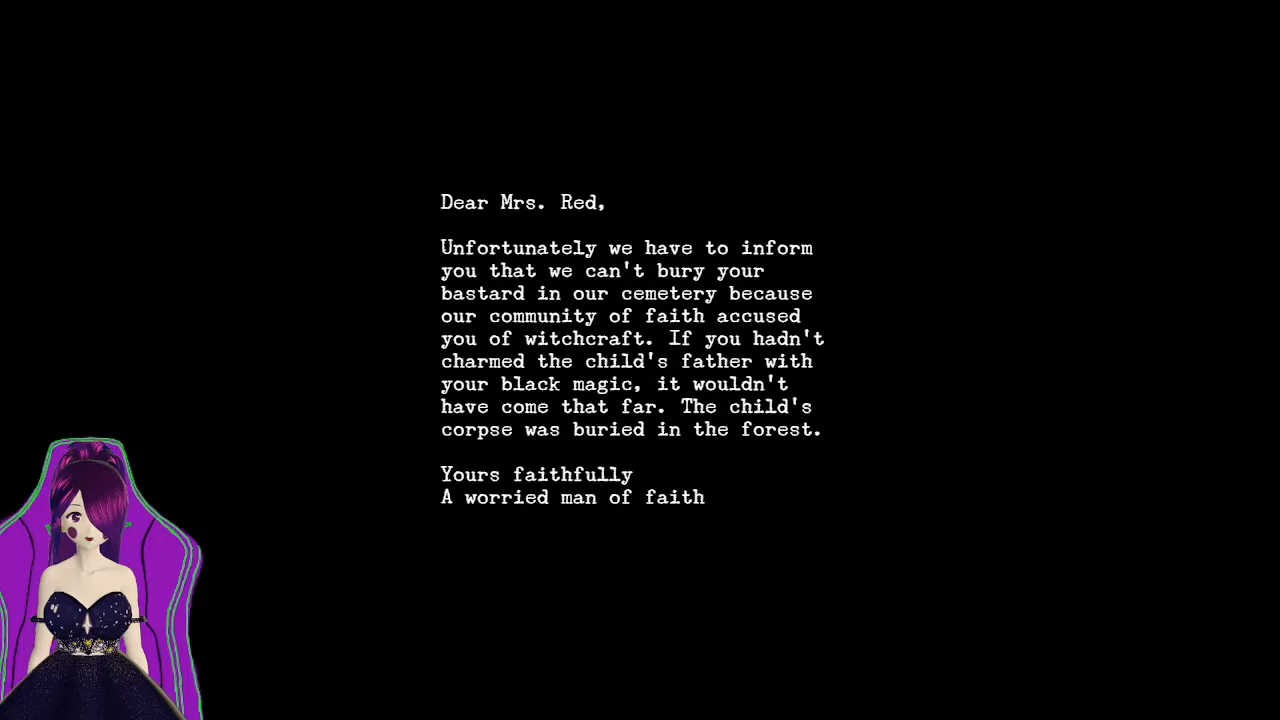 Dear Mrs. Red,
Unfortunately we have to inform
you that we can't bury your
bastard in our cemetery because
our community of faith accused
you of witchcraft. If you hadn't
charmed the child's father with
your black magic, it wouldn't
have come that far. The child's
corpse was buried in the forest.
Yours faithfully
A worried man of faith